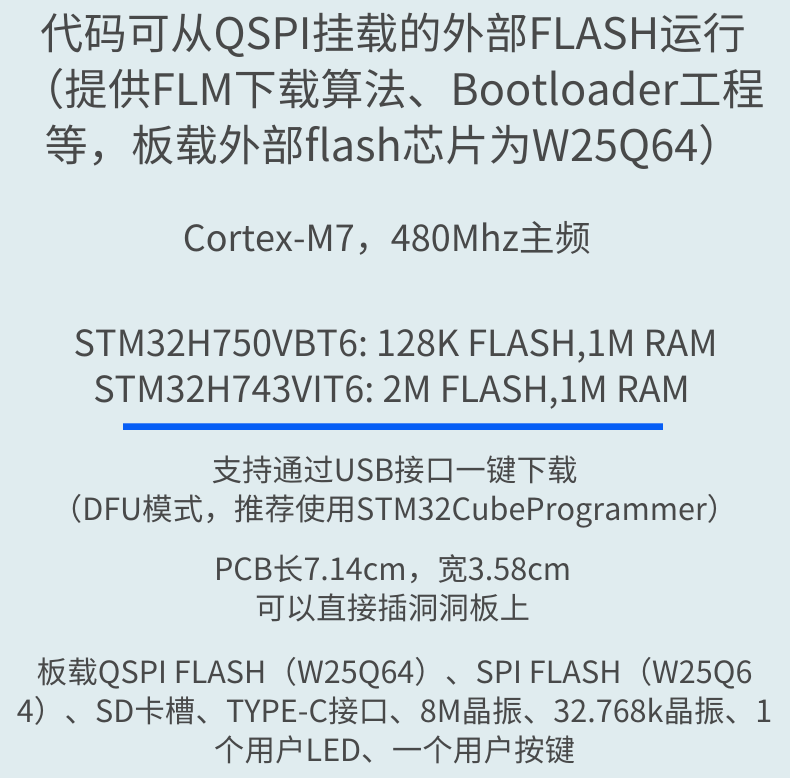 代码可从QSPI挂载的外部FLASH运行
（提供FLM下载算法、Bootloader工程
等，板载外部flash芯片为W25Q64）
Cortex-M7，480Mhz主频
STM32H750VBT6: 128K FLASH,1M RAM
STM32H743VIT6: 2M FLASH,1M RAM
支持通过USB接口一键下载
（DFU模式，推荐使用STM32CubeProgrammer）
PCB长7.14cm，宽3.58cm
可以直接插洞洞板上
板载QSPI FLASH（W25Q64）、SPI FLASH（W25Q6
4）、SD卡槽、TYPE-C接口、8M晶振、32.768k晶振、1
个用户LED、一个用户按键